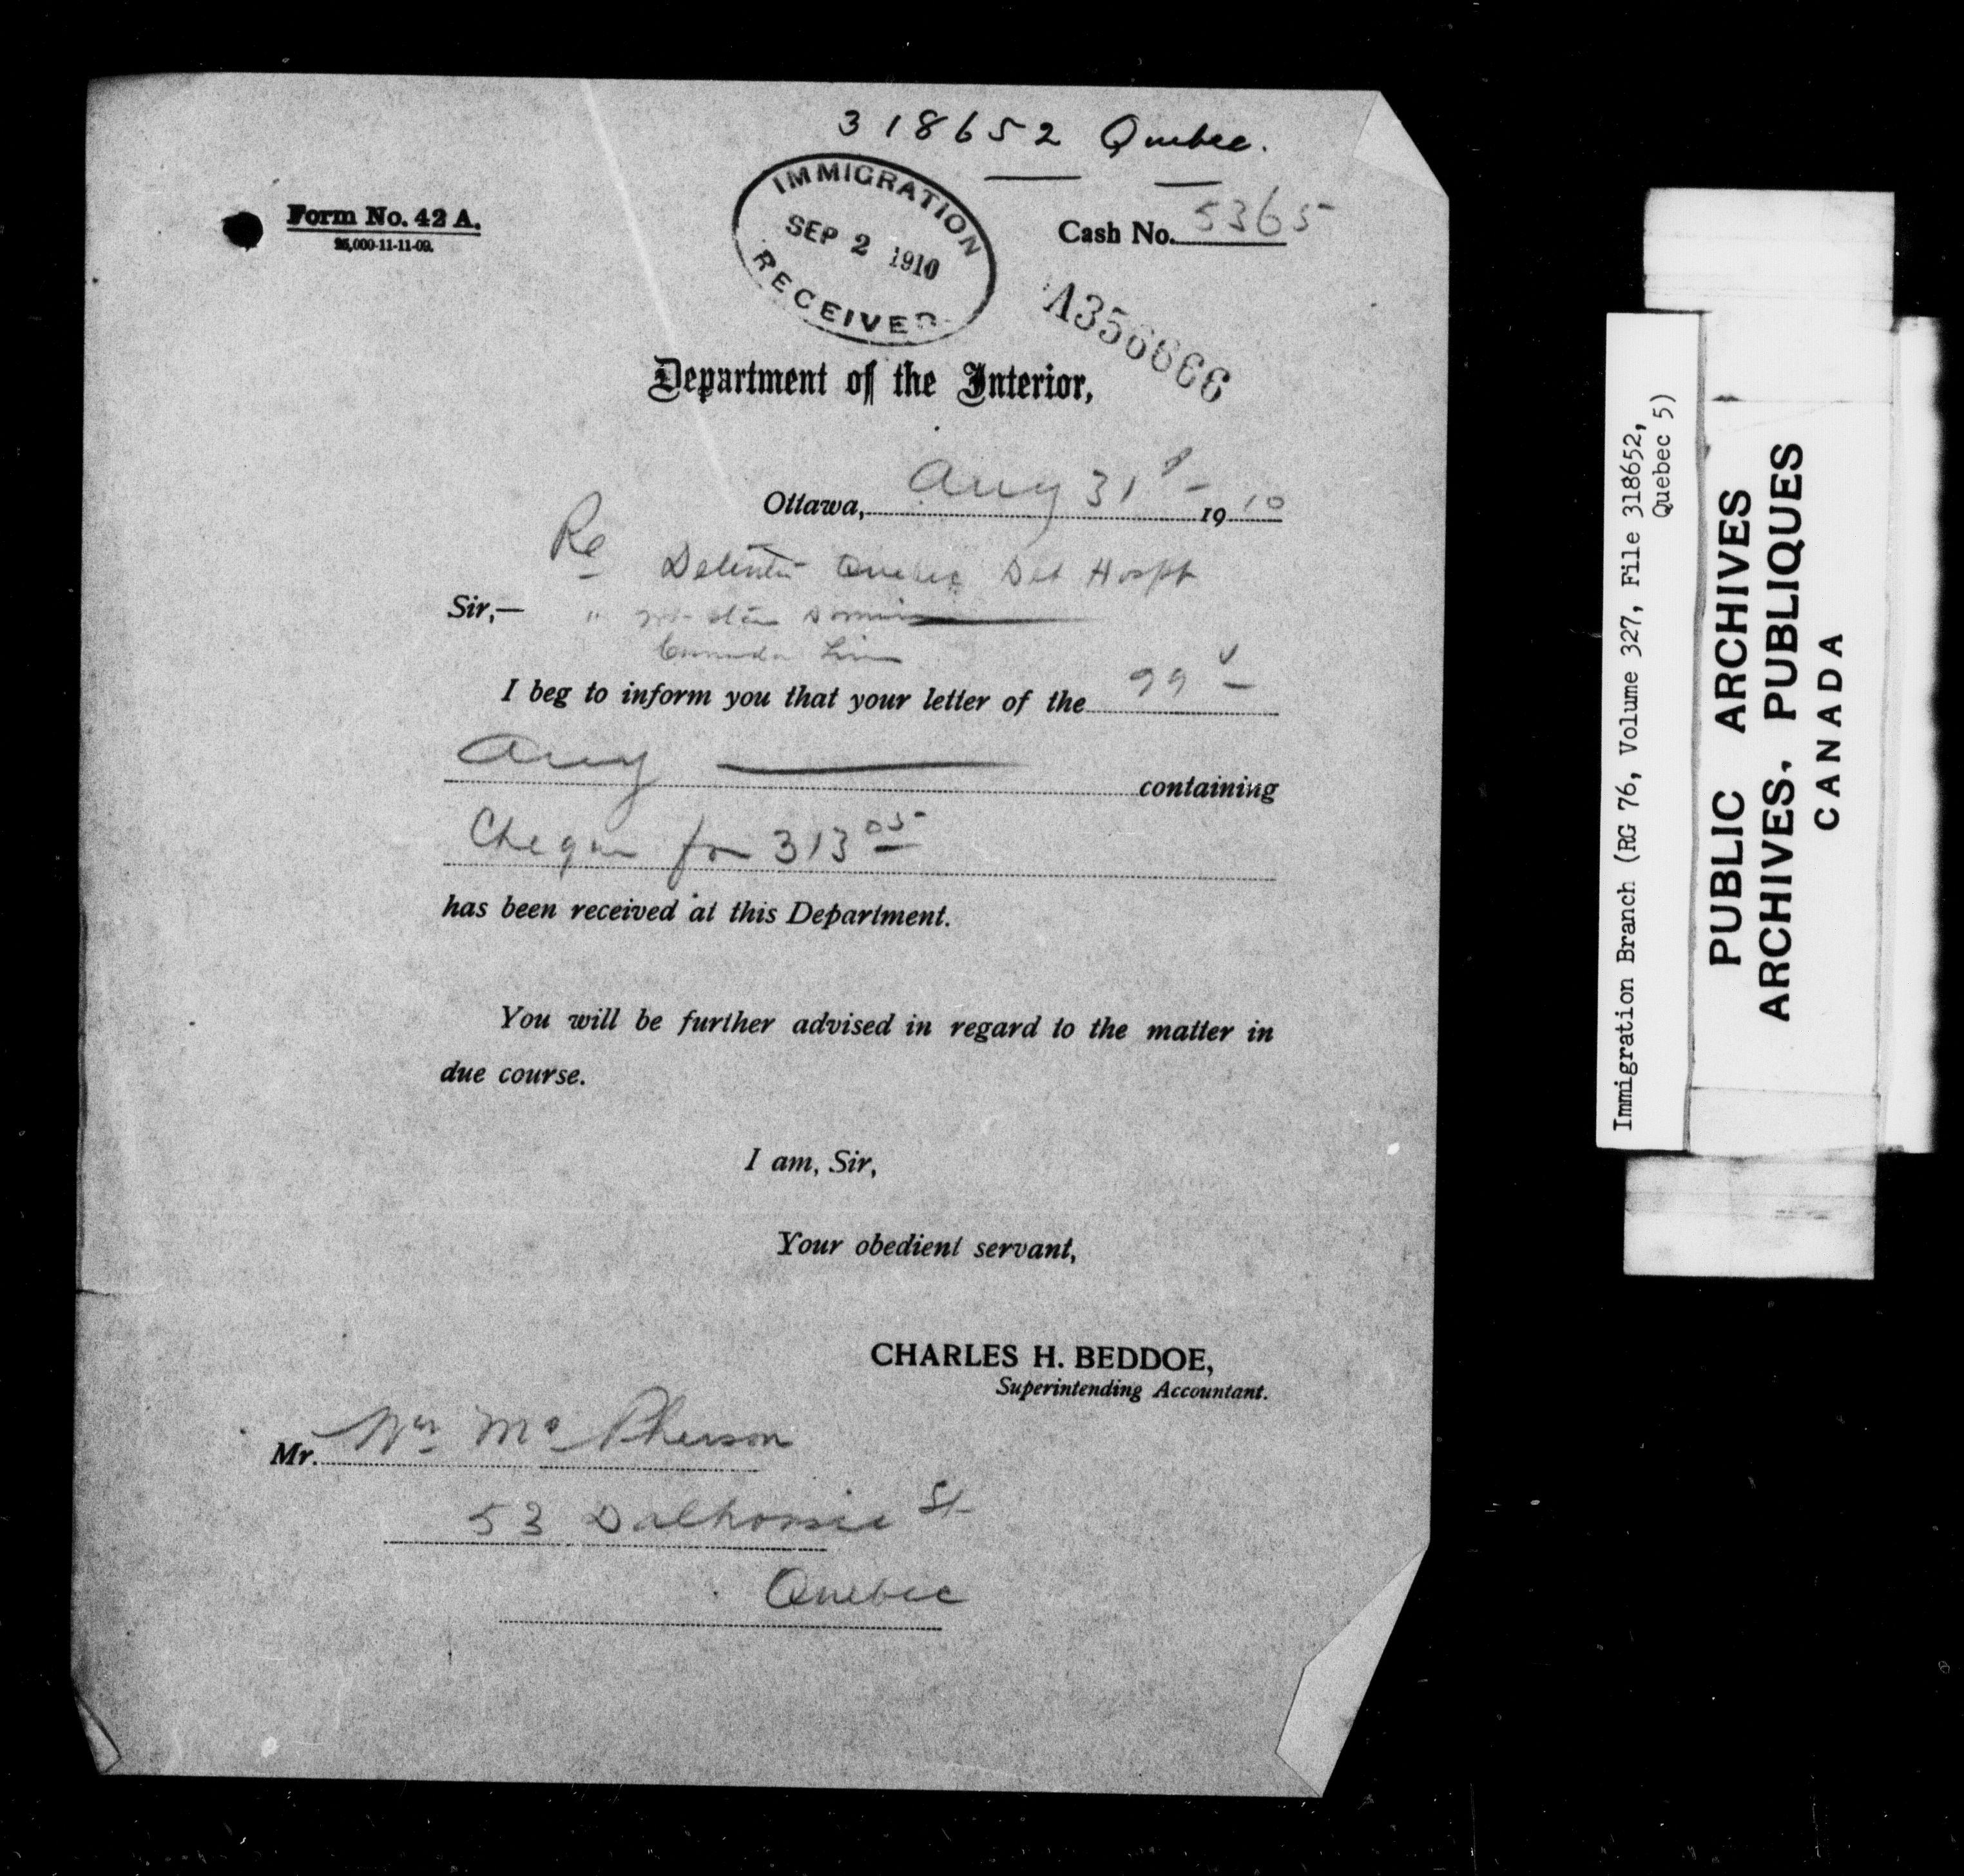 318652 Quebec.
Form No. 42 A.
25,000-11-11-09.
IMMIGRATION
SEP 2 1910
RECEIVED
Cash No. 5365
A356666
Department of the Interior,
Ottawa, Aug 31st 1910
Re Quebec Det Hospt
Sir,—
"
Canada Line
I beg to inform you that your letter of the
Aug containing
Cheque for 313 05
has been received at this Department.
You will be further advised in regard to the matter in
due course.
I am, Sir,
Your obedient servant,
CHARLES H. BEDDOE,
Superintending Accountant.
Mr. Wm McPherson
53 Dalhousie St
Quebec
Immigration Branch (RG 76, Volume 327, File 318652,
Quebec 5)
PUBLIC ARCHIVES
ARCHIVES PUBLIQUES
CANADA